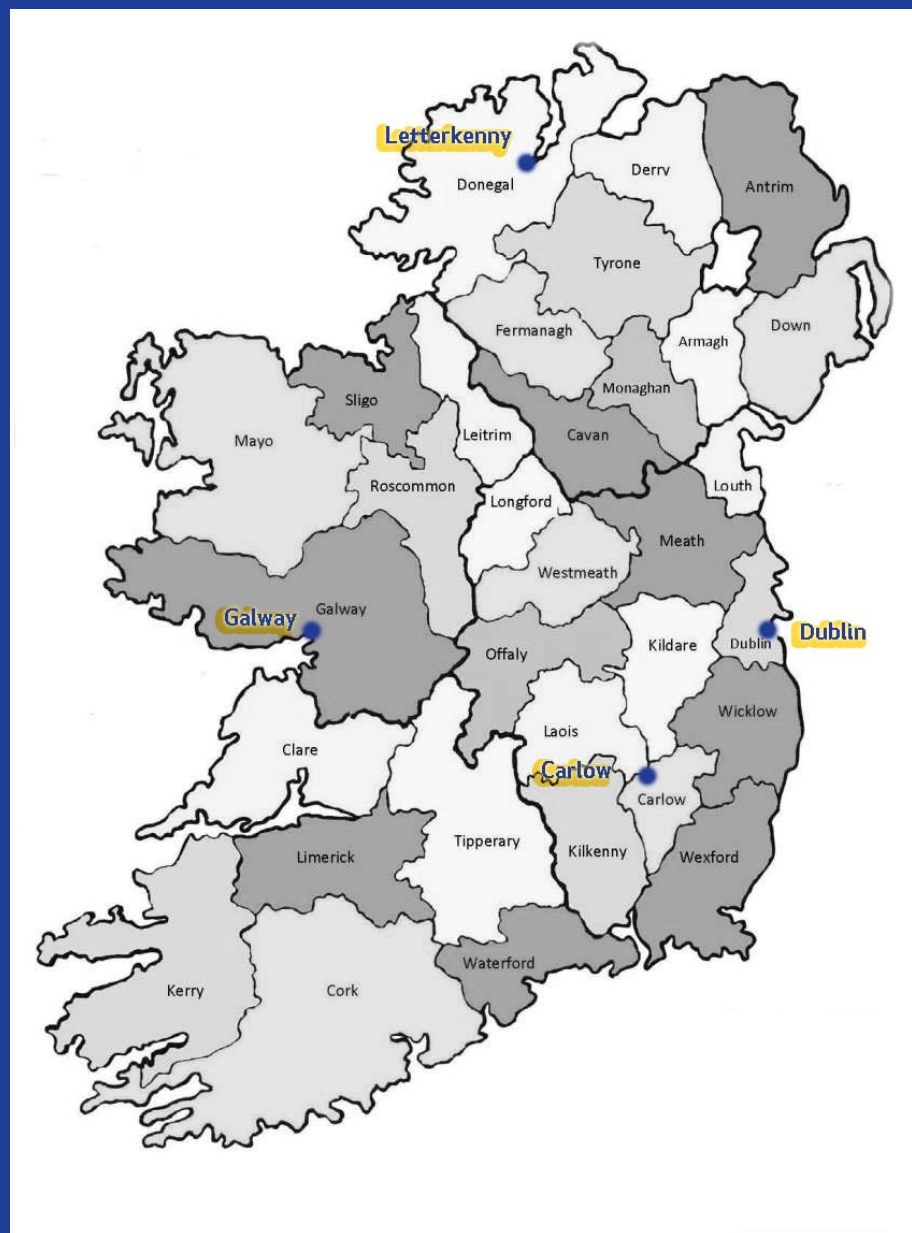 Letterkenny
Donegal
Derry
Antrim
Tyrone
Fermanagh
Armagh
Down
Monaghan
Sligo
Cavan
Mayo
Leitrim
Roscommon
Longford
Louth
Meath
Westmeath
Galway
Galway
Dublin
Dublin
Kildare
Offaly
Wicklow
Laois
Clare
Carlow
Carlow
Tipperary
Kilkenny
Limerick
Wexford
Waterford
Kerry
Cork